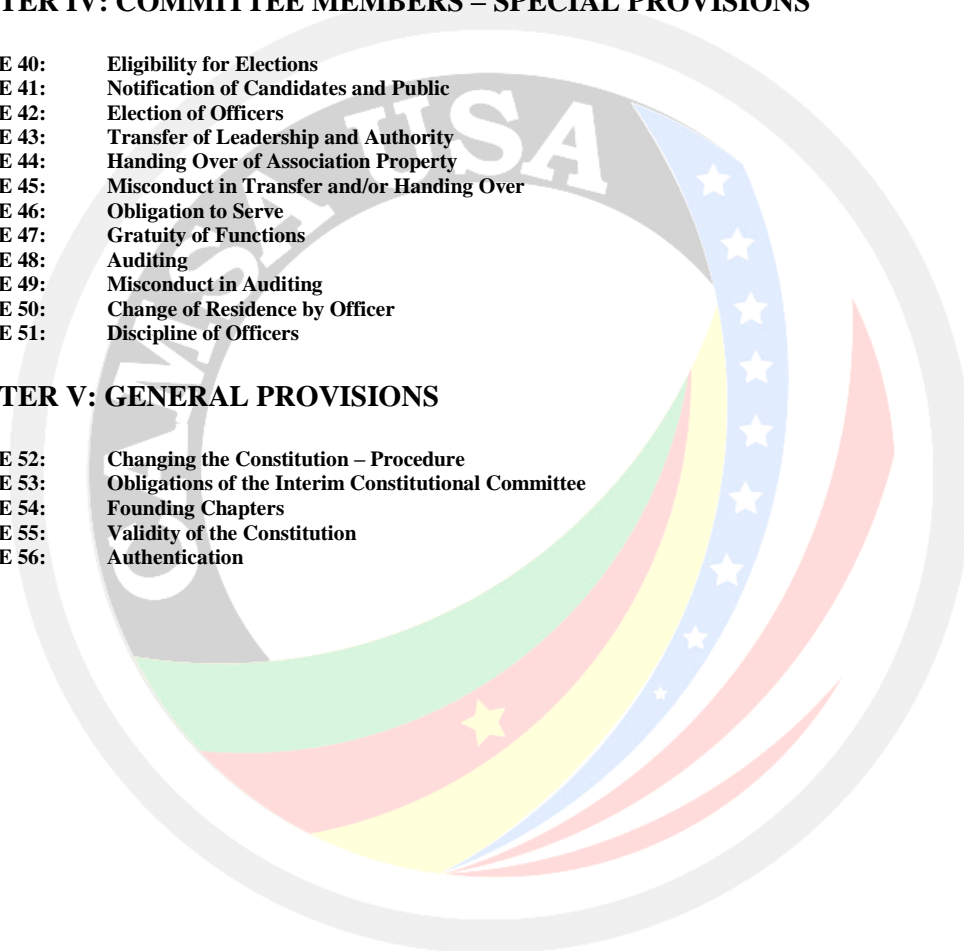 TER IV: COMMITTEE MEMBERS – SPECIAL PROVISIONS
E 40: Eligibility for Elections
E 41: Notification of Candidates and Public
E 42: Election of Officers
E 43: Transfer of Leadership and Authority
E 44: Handing Over of Association Property
E 45: Misconduct in Transfer and/or Handing Over
E 46: Obligation to Serve
E 47: Gratuity of Functions
E 48: Auditing
E 49: Misconduct in Auditing
E 50: Change of Residence by Officer
E 51: Discipline of Officers
TER V: GENERAL PROVISIONS
E 52: Changing the Constitution – Procedure
E 53: Obligations of the Interim Constitutional Committee
E 54: Founding Chapters
E 55: Validity of the Constitution
E 56: Authentication
CAMSA USA